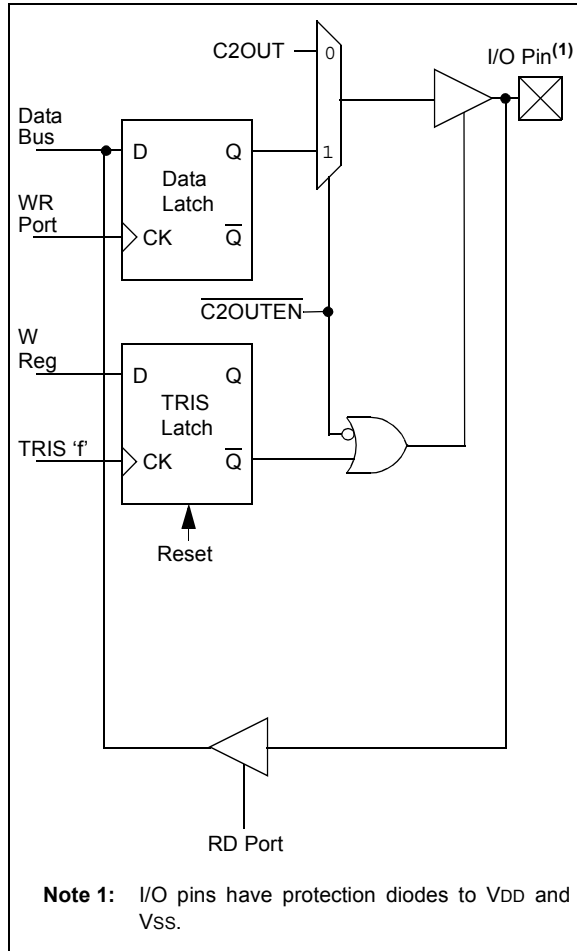 C2OUT
0
I/O Pin(1)
Data
Bus
D
Q
1
Data
Latch
WR
Port
CK
Q̅
C̅2̅O̅U̅T̅E̅N̅
W
Reg
D
Q
TRIS
Latch
TRIS ‘f’
CK
Q̅
Reset
RD Port
Note 1: I/O pins have protection diodes to VDD and
VSS.